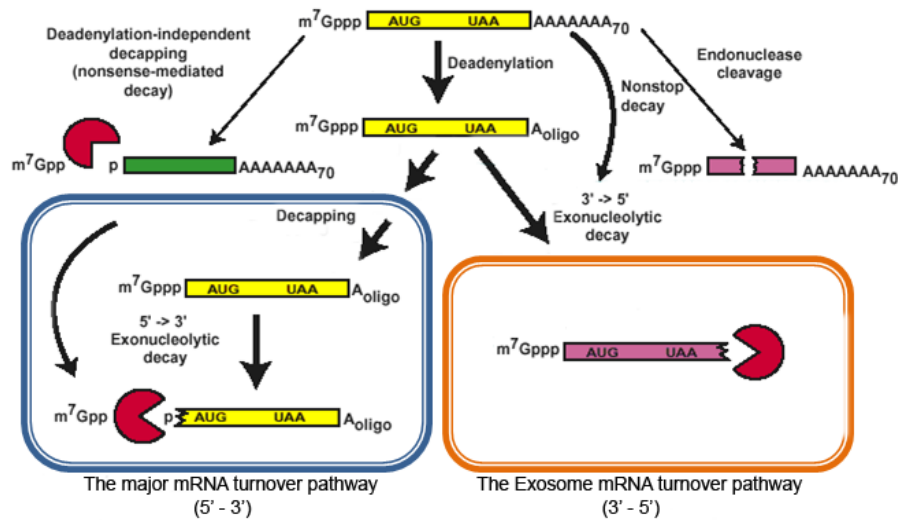 m7Gppp AUG UAA AAAAAAA70
Deadenylation-independent
decapping
(nonsense-mediated
decay)
Deadenylation
Nonstop
decay
Endonuclease
cleavage
m7Gppp AUG UAA Aoligo
m7Gpp p AAAAAAA70
m7Gppp AAAAAAA70
3' -> 5'
Exonucleolytic
decay
Decapping
m7Gppp AUG UAA Aoligo
5' -> 3'
Exonucleolytic
decay
m7Gpp p AUG UAA Aoligo
m7Gppp AUG UAA
The major mRNA turnover pathway
(5' - 3')
The Exosome mRNA turnover pathway
(3' - 5')